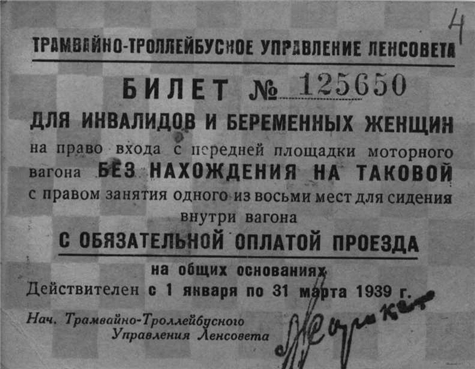 4
ТРАМВАЙНО-ТРОЛЛЕЙБУСНОЕ УПРАВЛЕНИЕ ЛЕНСОВЕТА
БИЛЕТ № 125650
ДЛЯ ИНВАЛИДОВ И БЕРЕМЕННЫХ ЖЕНЩИН
на право входа с передней площадки моторного
вагона БЕЗ НАХОЖДЕНИЯ НА ТАКОВОЙ
с правом занятия одного из восьми мест для сидения
внутри вагона
С ОБЯЗАТЕЛЬНОЙ ОПЛАТОЙ ПРОЕЗДА
на общих основаниях
Действителен с 1 января по 31 марта 1939 г.
Нач. Трамвайно-Троллейбусного
Управления Ленсовета